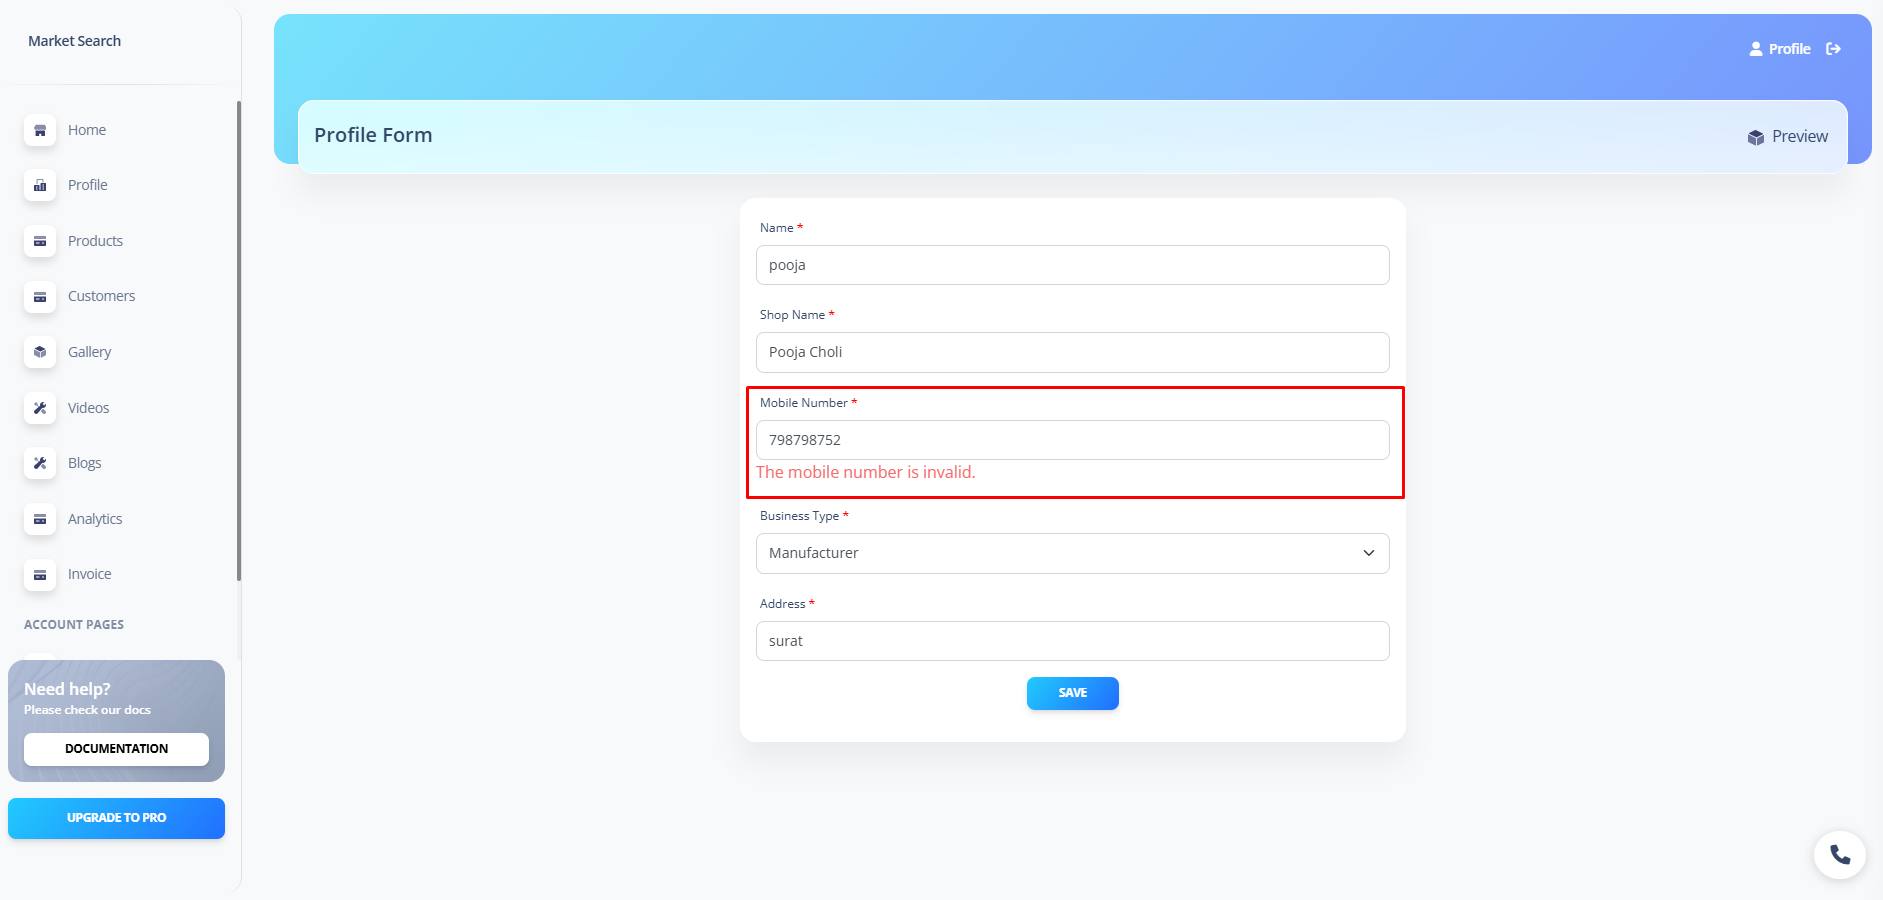 Market Search
Home
Profile
Products
Customers
Gallery
Videos
Blogs
Analytics
Invoice
ACCOUNT PAGES
Need help?
Please check our docs
DOCUMENTATION
UPGRADE TO PRO
Profile
Profile Form
Preview
Name *
pooja
Shop Name *
Pooja Choli
Mobile Number *
798798752
The mobile number is invalid.
Business Type *
Manufacturer
Address *
surat
SAVE